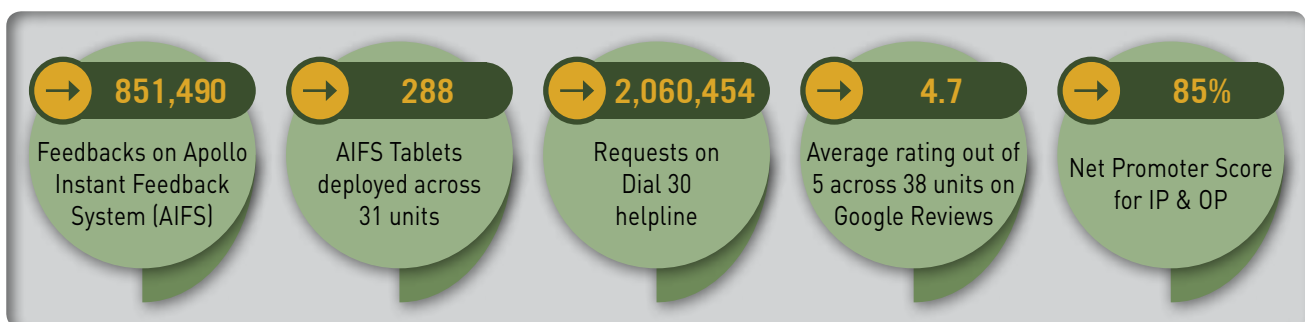 851,490
Feedbacks on Apollo
Instant Feedback
System (AIFS)
288
AIFS Tablets
deployed across
31 units
2,060,454
Requests on
Dial 30
helpline
4.7
Average rating out of
5 across 38 units on
Google Reviews
85%
Net Promoter Score
for IP & OP